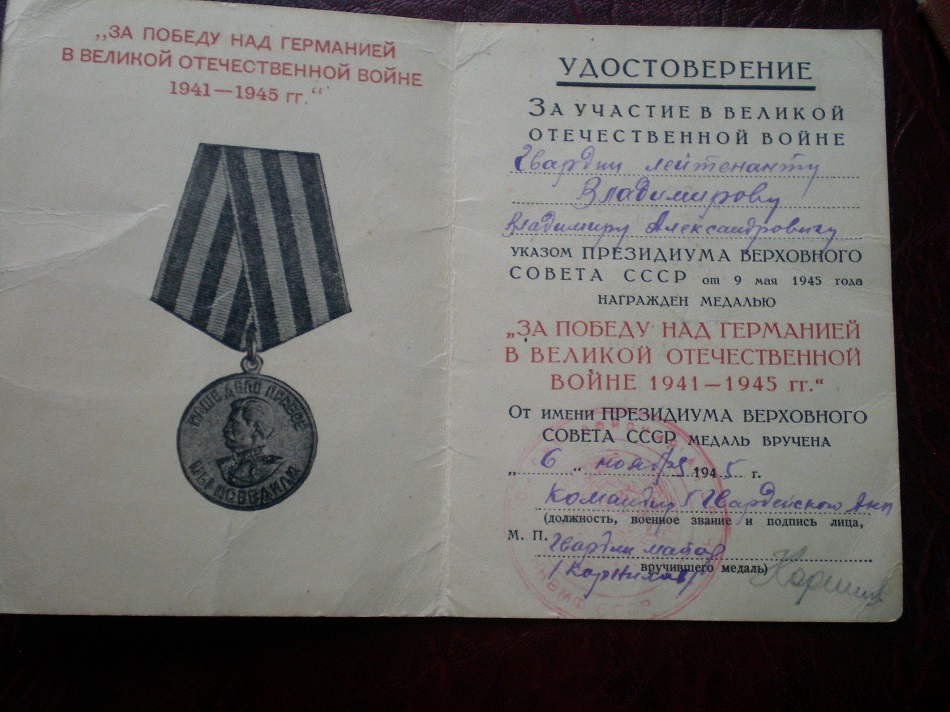 „ЗА ПОБЕДУ НАД ГЕРМАНИЕЙ
В ВЕЛИКОЙ ОТЕЧЕСТВЕННОЙ ВОЙНЕ
1941—1945 гг.“
НАШЕ ДЕЛО ПРАВОЕ
МЫ ПОБЕДИЛИ
УДОСТОВЕРЕНИЕ
ЗА УЧАСТИЕ В ВЕЛИКОЙ
ОТЕЧЕСТВЕННОЙ ВОЙНЕ
Гвардии лейтенанту
Владимирову
Владимиру Александровичу
УКАЗОМ ПРЕЗИДИУМА ВЕРХОВНОГО
СОВЕТА СССР от 9 мая 1945 года
НАГРАЖДЕН МЕДАЛЬЮ
„ЗА ПОБЕДУ НАД ГЕРМАНИЕЙ
В ВЕЛИКОЙ ОТЕЧЕСТВЕННОЙ
ВОЙНЕ 1941—1945 гг.“
ОТ ИМЕНИ ПРЕЗИДИУМА ВЕРХОВНОГО
СОВЕТА СССР МЕДАЛЬ ВРУЧЕНА
„6“ ноября 1945 г.
Командир Гвардейского
(должность, военное звание и подпись лица,
М. П. Гвардии майор
вручившего медаль)